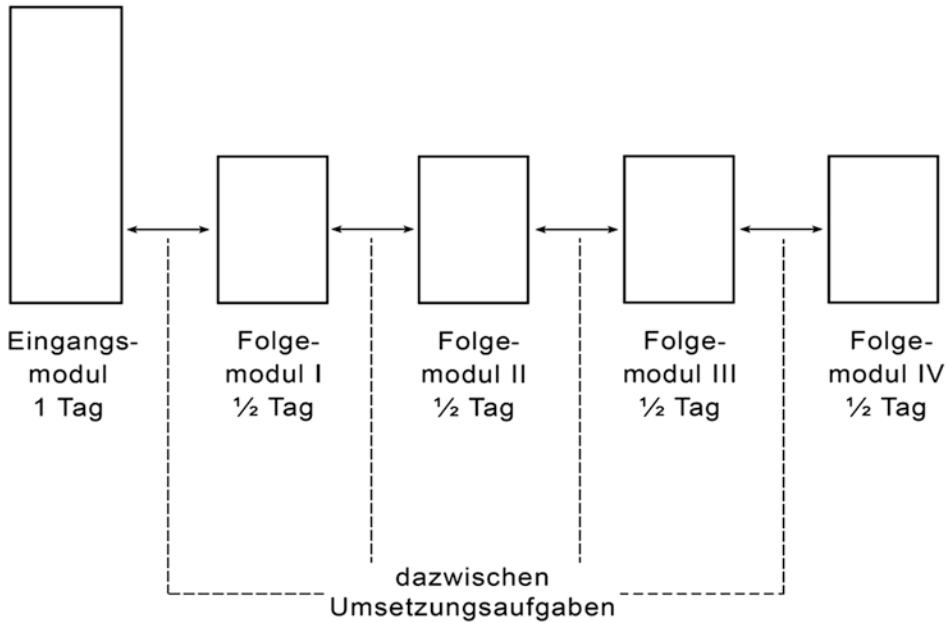 Eingangs-
modul
1 Tag
Folge-
modul I
½ Tag
Folge-
modul II
½ Tag
Folge-
modul III
½ Tag
Folge-
modul IV
½ Tag
dazwischen
Umsetzungsaufgaben